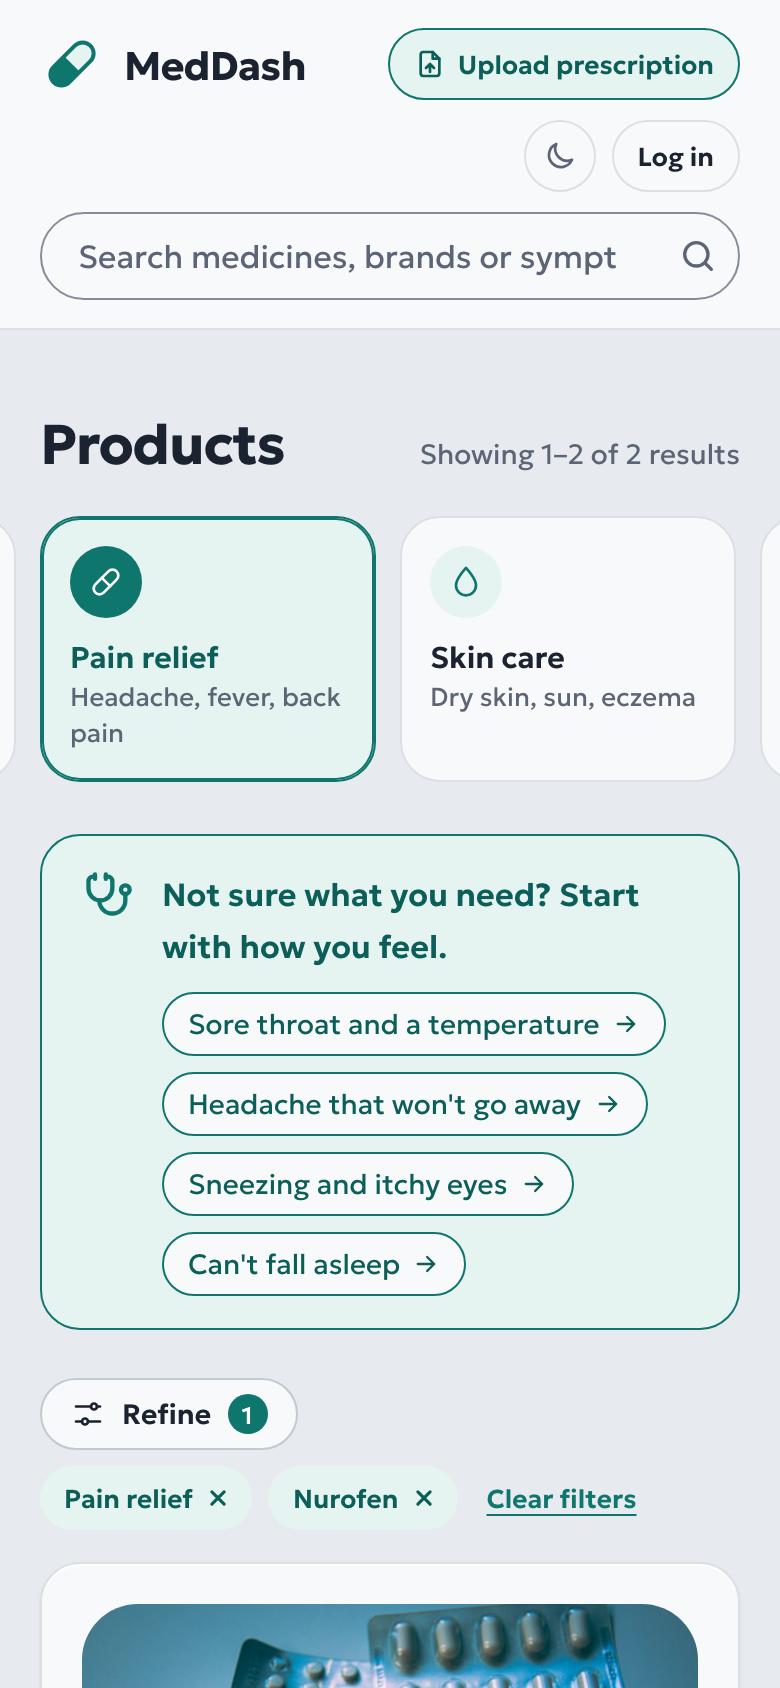 MedDash
Upload prescription
Log in
Search medicines, brands or sympt
Products
Showing 1–2 of 2 results
Pain relief
Headache, fever, back
pain
Skin care
Dry skin, sun, eczema
Not sure what you need? Start
with how you feel.
Sore throat and a temperature →
Headache that won't go away →
Sneezing and itchy eyes →
Can't fall asleep →
Refine 1
Pain relief ✕ Nurofen ✕ Clear filters